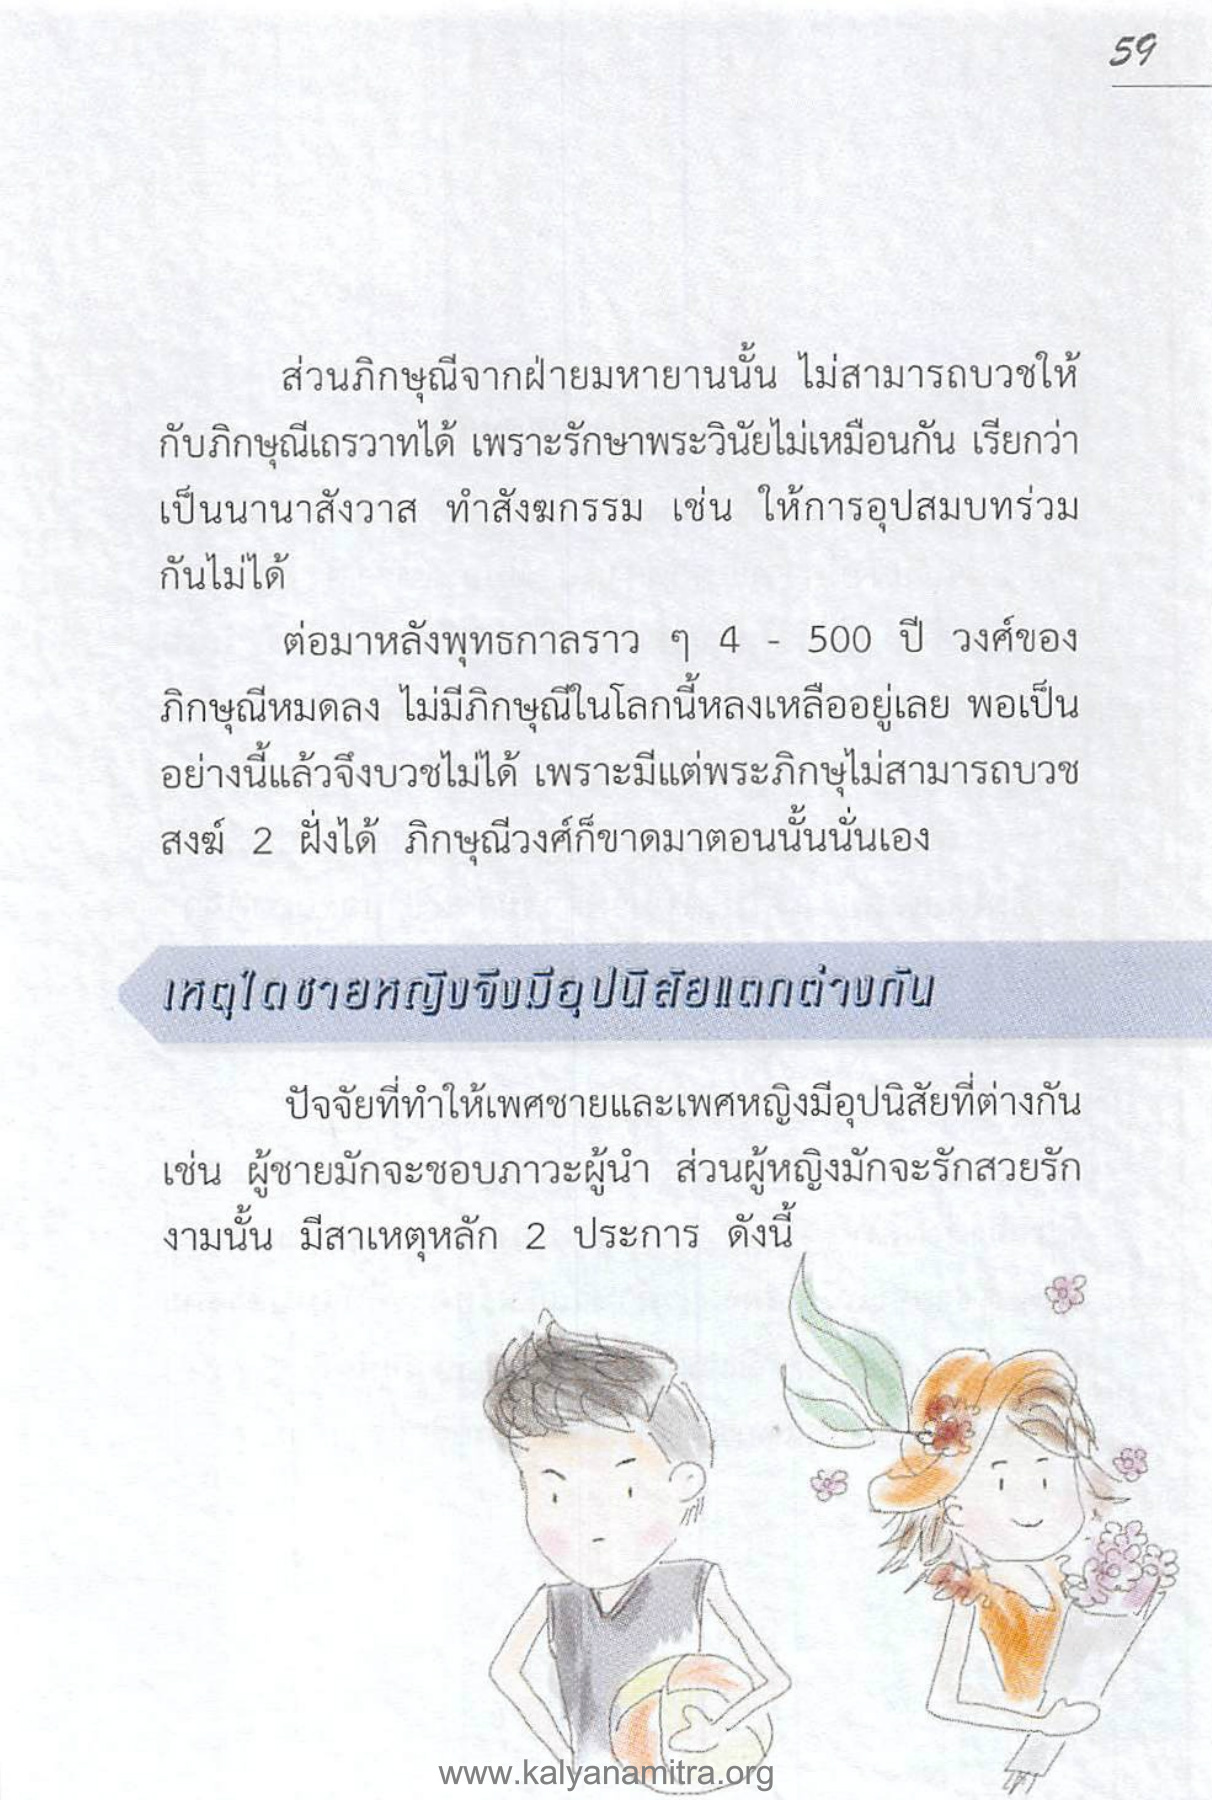 59
ส่วนภิกษุณีจากฝ่ายมหายานนั้น ไม่สามารถบวชให้
กับภิกษุณีเถรวาทได้ เพราะรักษาพระวินัยไม่เหมือนกัน เรียกว่า
เป็นนานาสังวาส ทำสังฆกรรม เช่น ให้การอุปสมบทร่วม
กันไม่ได้
ต่อมาหลังพุทธกาลราว ๆ 4 - 500 ปี วงศ์ของ
ภิกษุณีหมดลง ไม่มีภิกษุณีในโลกนี้หลงเหลืออยู่เลย พอเป็น
อย่างนี้แล้วจึงบวชไม่ได้ เพราะมีแต่พระภิกษุไม่สามารถบวช
สงฆ์ 2 ฝั่งได้ ภิกษุณีวงศ์ก็ขาดมาตอนนั้นนั่นเอง
เหตุใดชายหญิงจึงมีอุปนิสัยแตกต่างกัน
ปัจจัยที่ทำให้เพศชายและเพศหญิงมีอุปนิสัยที่ต่างกัน
เช่น ผู้ชายมักจะชอบภาวะผู้นำ ส่วนผู้หญิงมักจะรักสวยรัก
งามนั้น มีสาเหตุหลัก 2 ประการ ดังนี้
www.kalyanamitra.org